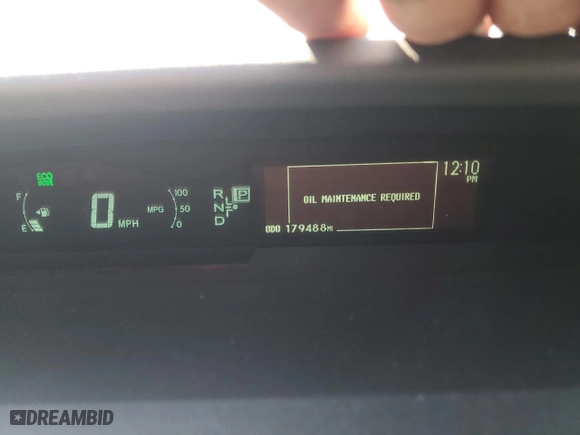 ECO
MODE
F
E
0 MPH
MPG
100
50
0
R
N
D
P
12:10
PM
OIL MAINTENANCE REQUIRED
ODO 179488MI
DREAMBID